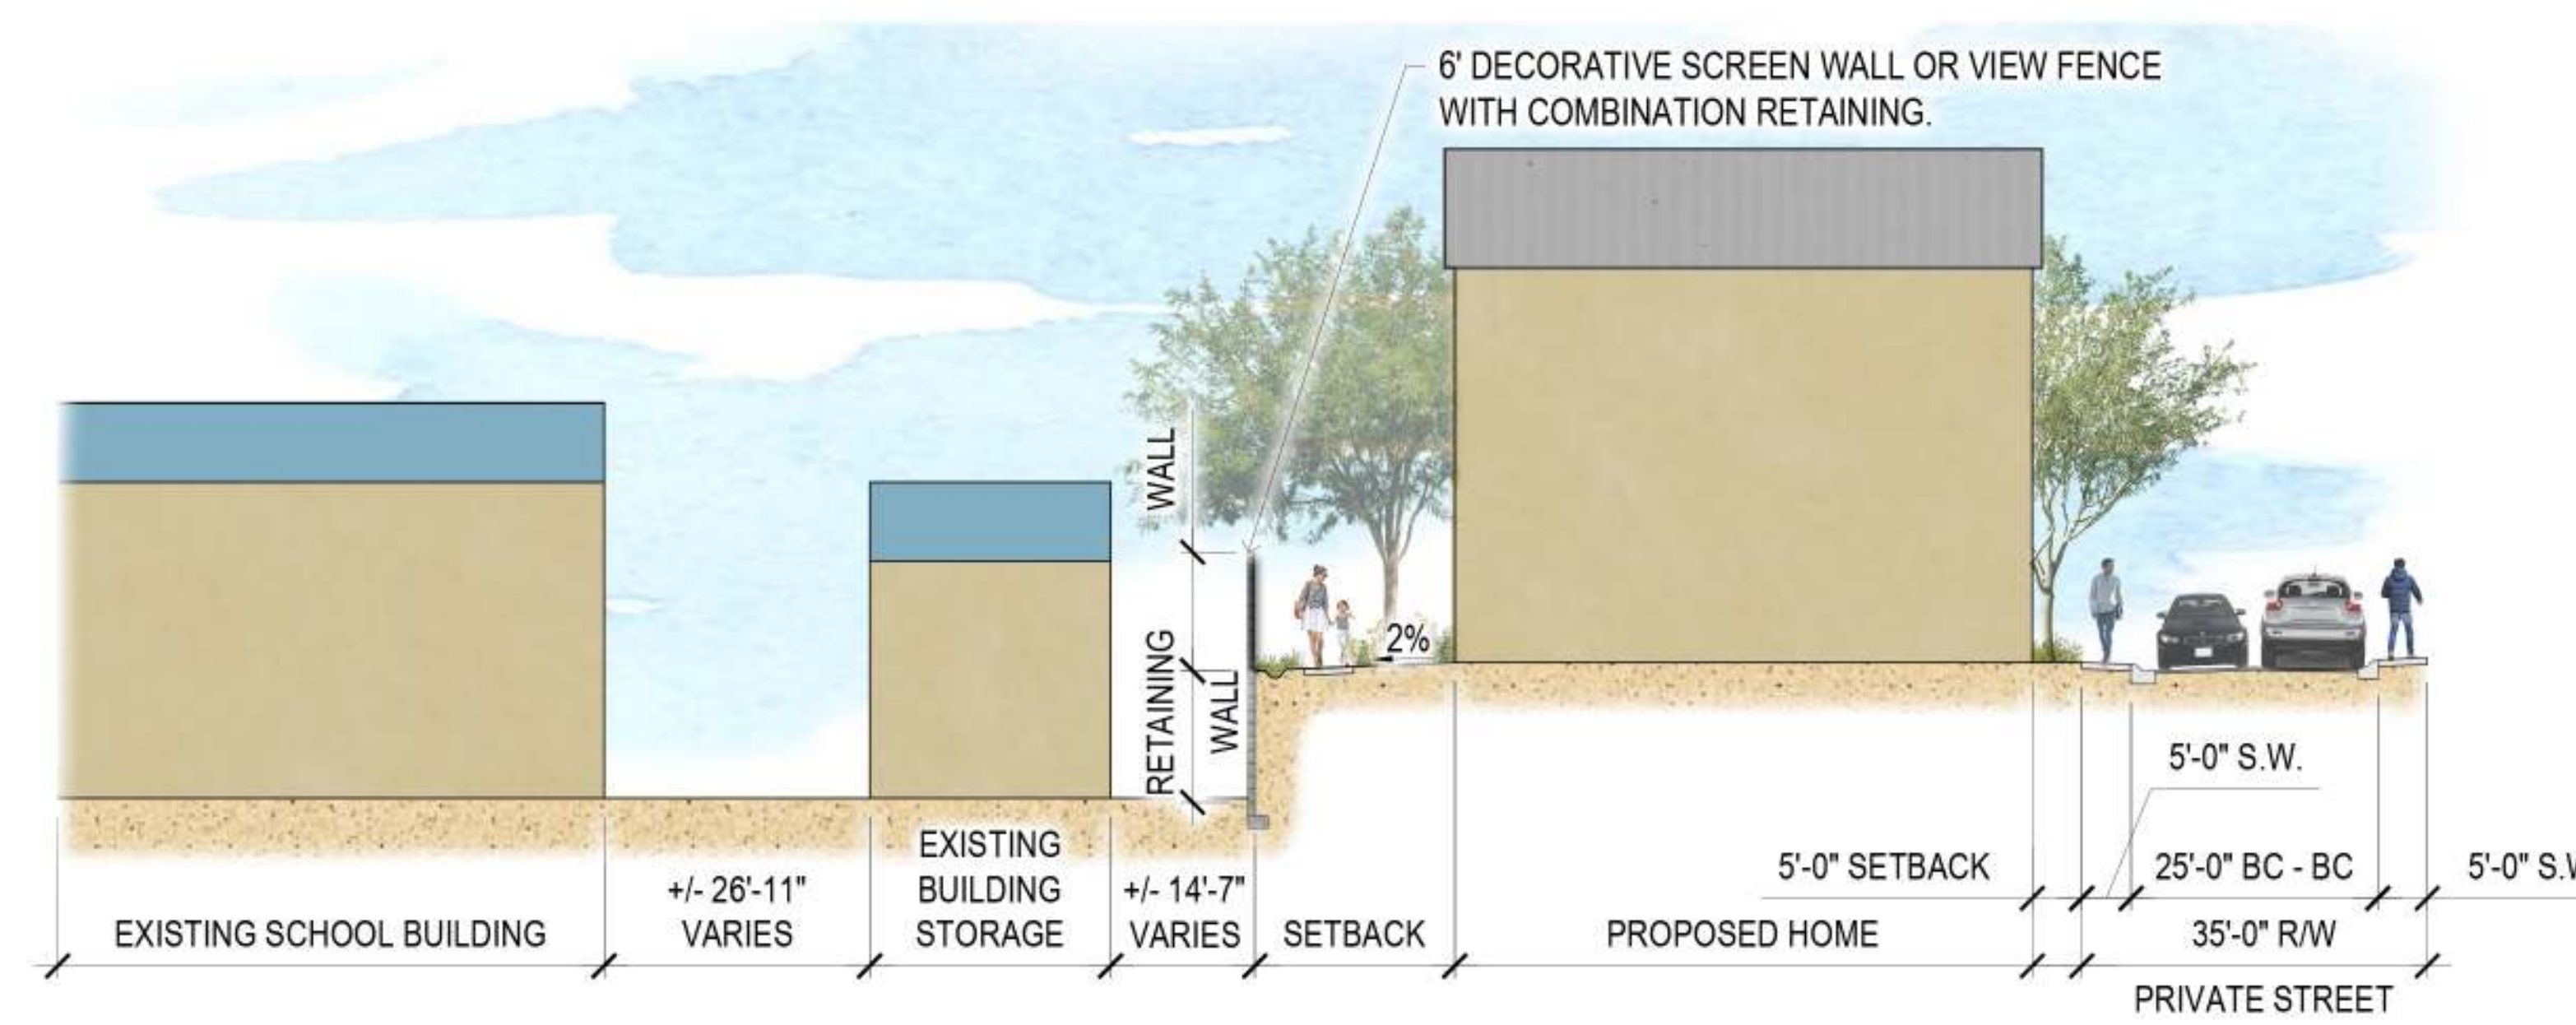 6' DECORATIVE SCREEN WALL OR VIEW FENCE
WITH COMBINATION RETAINING.
WALL
RETAINING
WALL
2%
5'-0" S.W.
5'-0" SETBACK
25'-0" BC - BC
5'-0" S.W
EXISTING SCHOOL BUILDING
+/- 26'-11"
VARIES
EXISTING
BUILDING
STORAGE
+/- 14'-7"
VARIES
SETBACK
PROPOSED HOME
35'-0" R/W
PRIVATE STREET